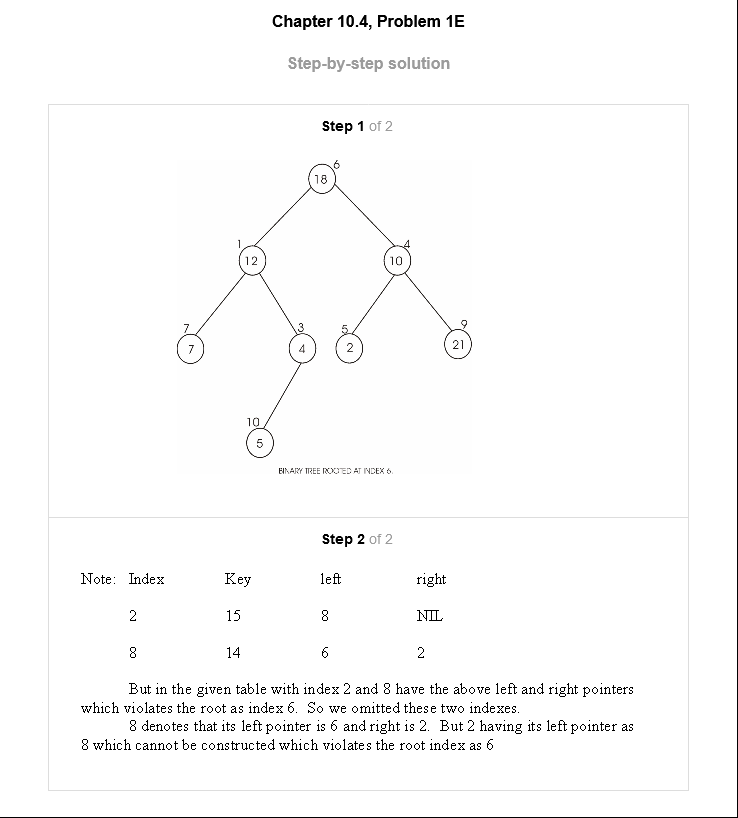 Chapter 10.4, Problem 1E
Step-by-step solution
Step 1 of 2
6
18
1
4
12
10
7
3
5
9
7
4
2
21
10
5
BINARY TREE ROOTED AT INDEX 6.
Step 2 of 2
Note: Index Key left right
2 15 8 NIL
8 14 6 2
But in the given table with index 2 and 8 have the above left and right pointers
which violates the root as index 6. So we omitted these two indexes.
8 denotes that its left pointer is 6 and right is 2. But 2 having its left pointer as
8 which cannot be constructed which violates the root index as 6